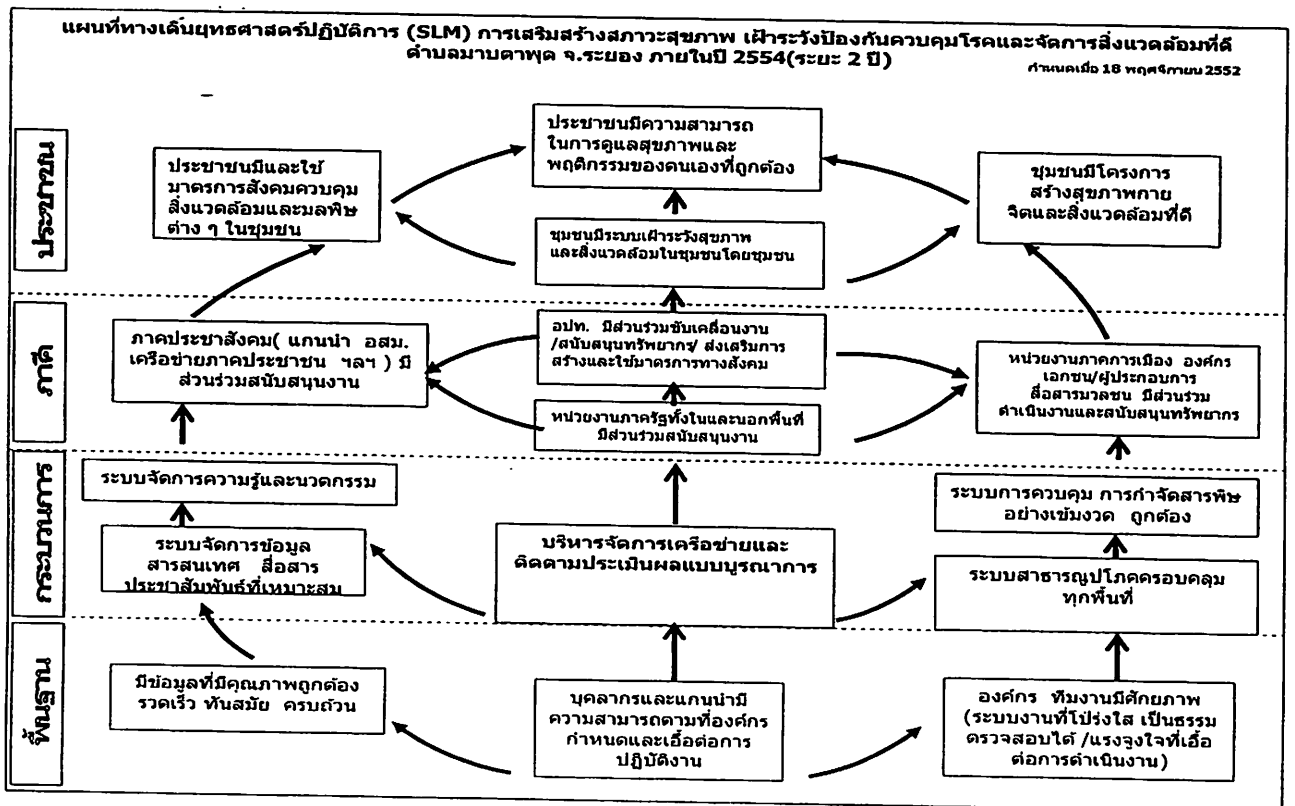 แผนที่ทางเดินยุทธศาสตร์ปฏิบัติการ (SLM) การเสริมสร้างสภาวะสุขภาพ เฝ้าระวังป้องกันควบคุมโรคและจัดการสิ่งแวดล้อมที่ดี
ตำบลมาบตาพุด จ.ระยอง ภายในปี 2554(ระยะ 2 ปี)
กำหนดเมื่อ 18 พฤศจิกายน 2552
ประชาชน
ประชาชนมีและใช้
มาตรการสังคมควบคุม
สิ่งแวดล้อมและมลพิษ
ต่าง ๆ ในชุมชน
ประชาชนมีความสามารถ
ในการดูแลสุขภาพและ
พฤติกรรมของตนเองที่ถูกต้อง
ชุมชนมีโครงการ
สร้างสุขภาพกาย
จิตและสิ่งแวดล้อมที่ดี
ชุมชนมีระบบเฝ้าระวังสุขภาพ
และสิ่งแวดล้อมในชุมชนโดยชุมชน
ภาคี
ภาคประชาสังคม( แกนนำ อสม.
เครือข่ายภาคประชาชน ฯลฯ ) มี
ส่วนร่วมสนับสนุนงาน
อปท. มีส่วนร่วมขับเคลื่อนงาน
/สนับสนุนทรัพยากร/ ส่งเสริมการ
สร้างและใช้มาตรการทางสังคม
หน่วยงานภาคการเมือง องค์กร
เอกชน/ผู้ประกอบการ
สื่อสารมวลชน มีส่วนร่วม
ดำเนินงานและสนับสนุนทรัพยากร
หน่วยงานภาครัฐทั้งในและนอกพื้นที่
มีส่วนร่วมสนับสนุนงาน
กระบวนการ
ระบบจัดการความรู้และนวตกรรม
ระบบจัดการข้อมูล
สารสนเทศ สื่อสาร
ประชาสัมพันธ์ที่เหมาะสม
บริหารจัดการเครือข่ายและ
ติดตามประเมินผลแบบบูรณาการ
ระบบการควบคุม การกำจัดสารพิษ
อย่างเข้มงวด ถูกต้อง
ระบบสาธารณูปโภคครอบคลุม
ทุกพื้นที่
พื้นฐาน
มีข้อมูลที่มีคุณภาพถูกต้อง
รวดเร็ว ทันสมัย ครบถ้วน
บุคลากรและแกนนำมี
ความสามารถตามที่องค์กร
กำหนดและเอื้อต่อการ
ปฏิบัติงาน
องค์กร ทีมงานมีศักยภาพ
(ระบบงานที่โปร่งใส เป็นธรรม
ตรวจสอบได้ /แรงจูงใจที่เอื้อ
ต่อการดำเนินงาน)